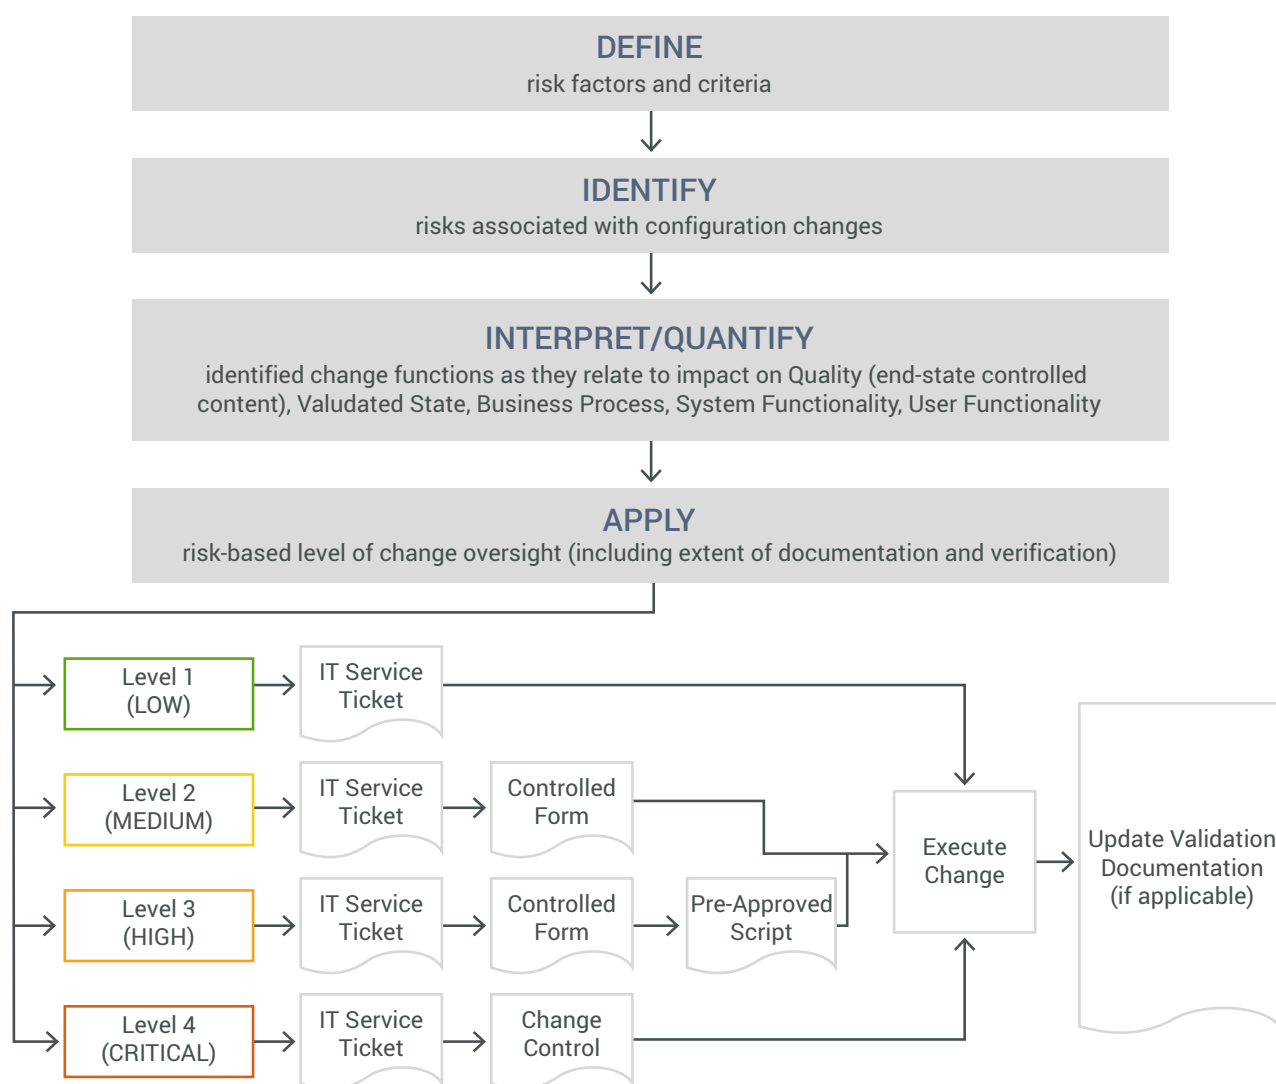 DEFINE
risk factors and criteria
IDENTIFY
risks associated with configuration changes
INTERPRET/QUANTIFY
identified change functions as they relate to impact on Quality (end-state controlled
content), Valudated State, Business Process, System Functionality, User Functionality
APPLY
risk-based level of change oversight (including extent of documentation and verification)
Level 1
(LOW)
IT Service
Ticket
Level 2
(MEDIUM)
IT Service
Ticket
Controlled
Form
Level 3
(HIGH)
IT Service
Ticket
Controlled
Form
Pre-Approved
Script
Level 4
(CRITICAL)
IT Service
Ticket
Change
Control
Execute
Change
Update Validation
Documentation
(if applicable)